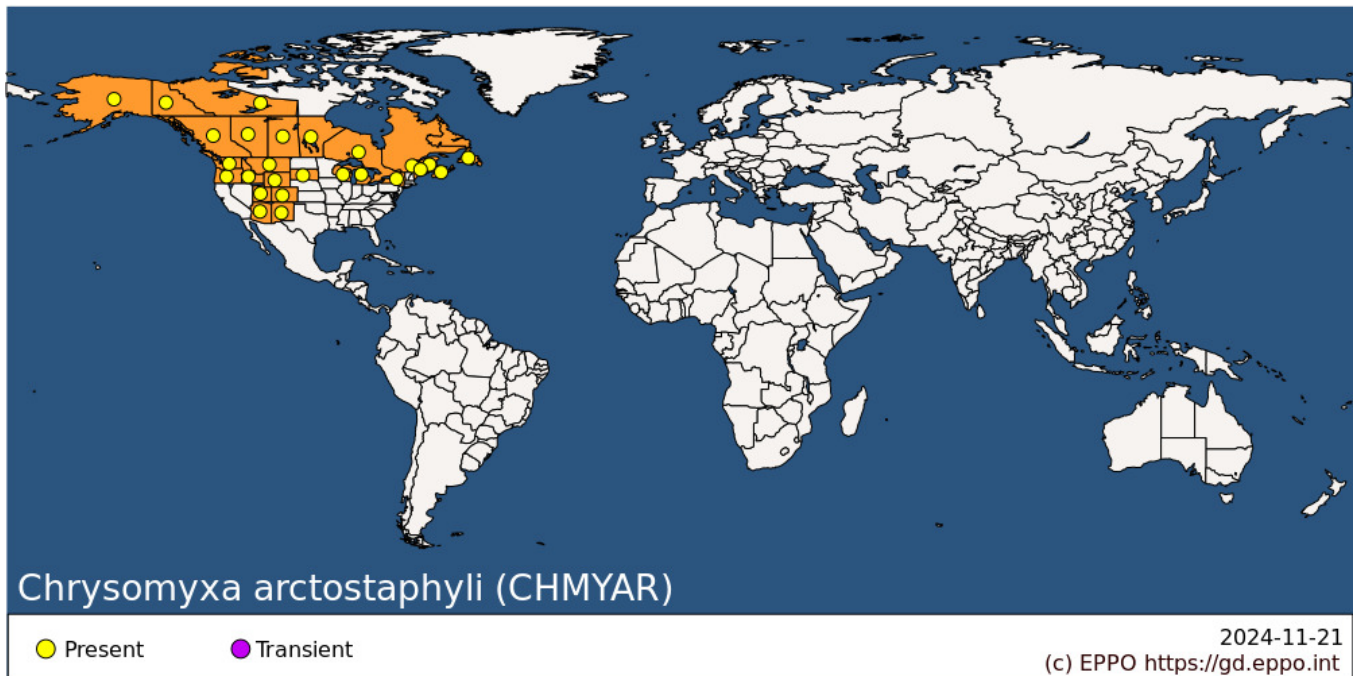 Chrysomyxa arctostaphyli (CHMYAR)
Present
Transient
2024-11-21
(c) EPPO https://gd.eppo.int